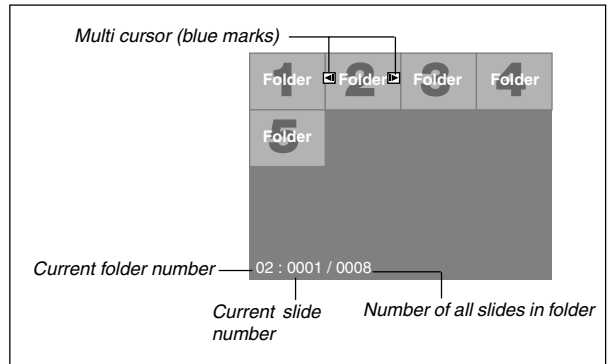 Multi cursor (blue marks)
1 Folder 2 Folder 3 Folder 4 Folder
5 Folder
02 : 0001 / 0008
Current folder number
Current slide number
Number of all slides in folder